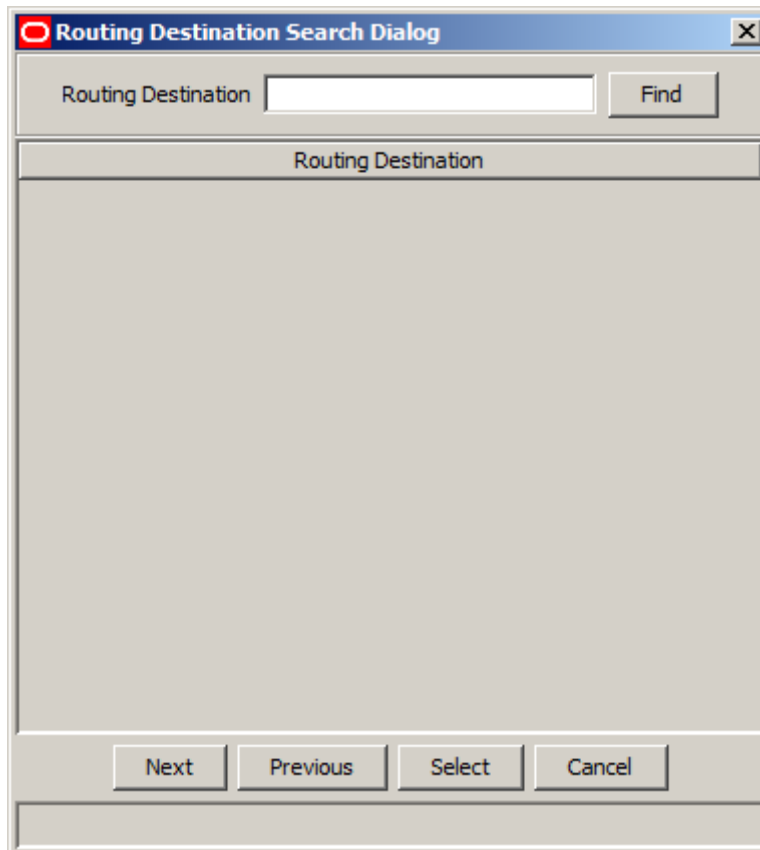 Routing Destination Search Dialog
Routing Destination Find
Routing Destination
Next Previous Select Cancel